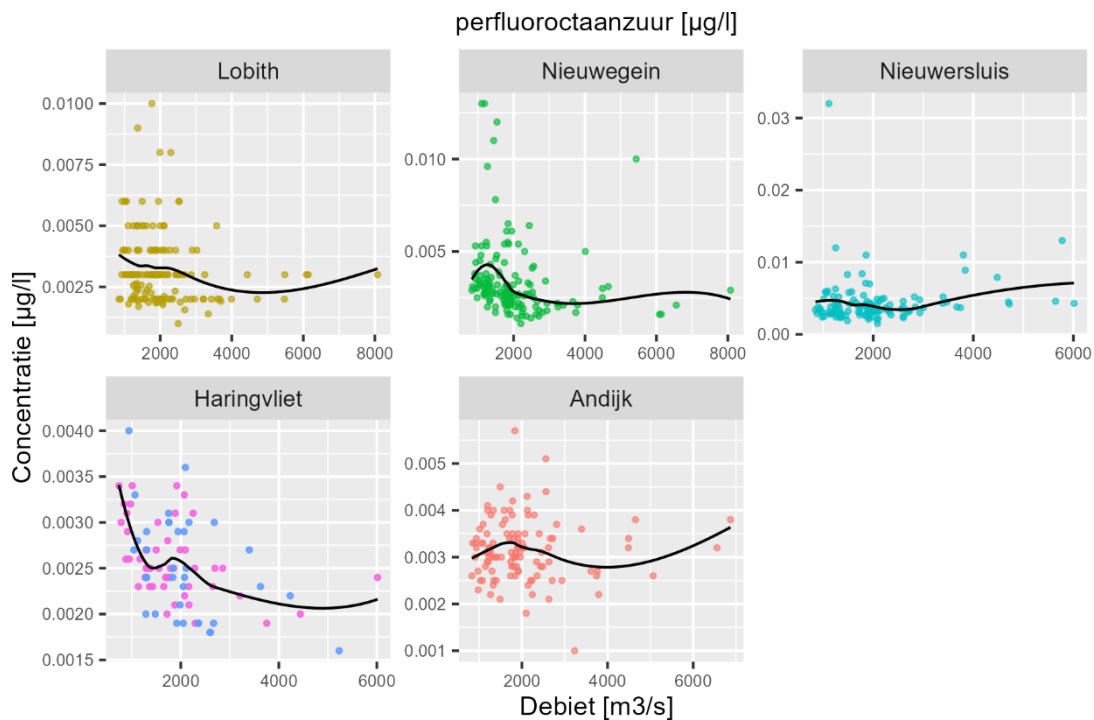 perfluoroctaanzuur [µg/l]
Lobith
Nieuwegein
Nieuwersluis
0.0100
0.0075
0.0050
0.0025
2000 4000 6000 8000
0.010
0.005
2000 4000 6000 8000
0.03
0.02
0.01
0.00
2000 4000 6000
Concentratie [µg/l]
Haringvliet
Andijk
0.0040
0.0035
0.0030
0.0025
0.0020
0.0015
2000 4000 6000
0.005
0.004
0.003
0.002
0.001
2000 4000 6000
Debiet [m3/s]